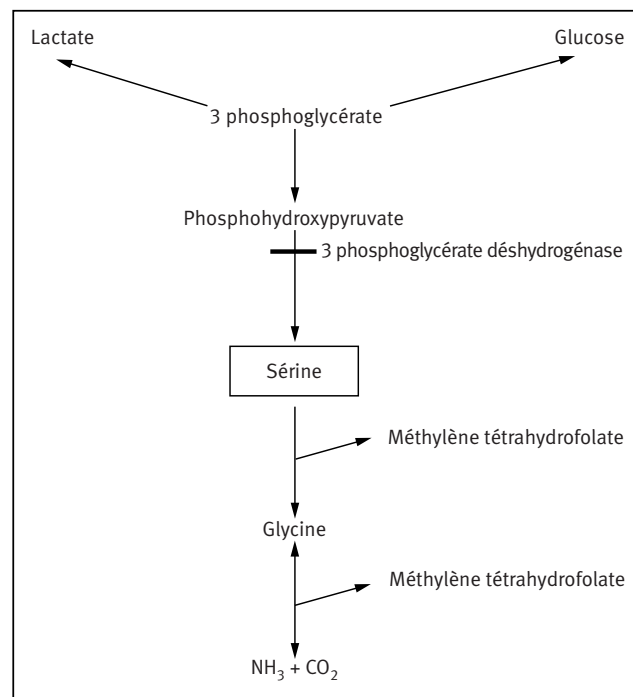 Lactate
Glucose
3 phosphoglycérate
Phosphohydroxypyruvate
3 phosphoglycérate déshydrogénase
Sérine
Méthylène tétrahydrofolate
Glycine
Méthylène tétrahydrofolate
NH₃ + CO₂